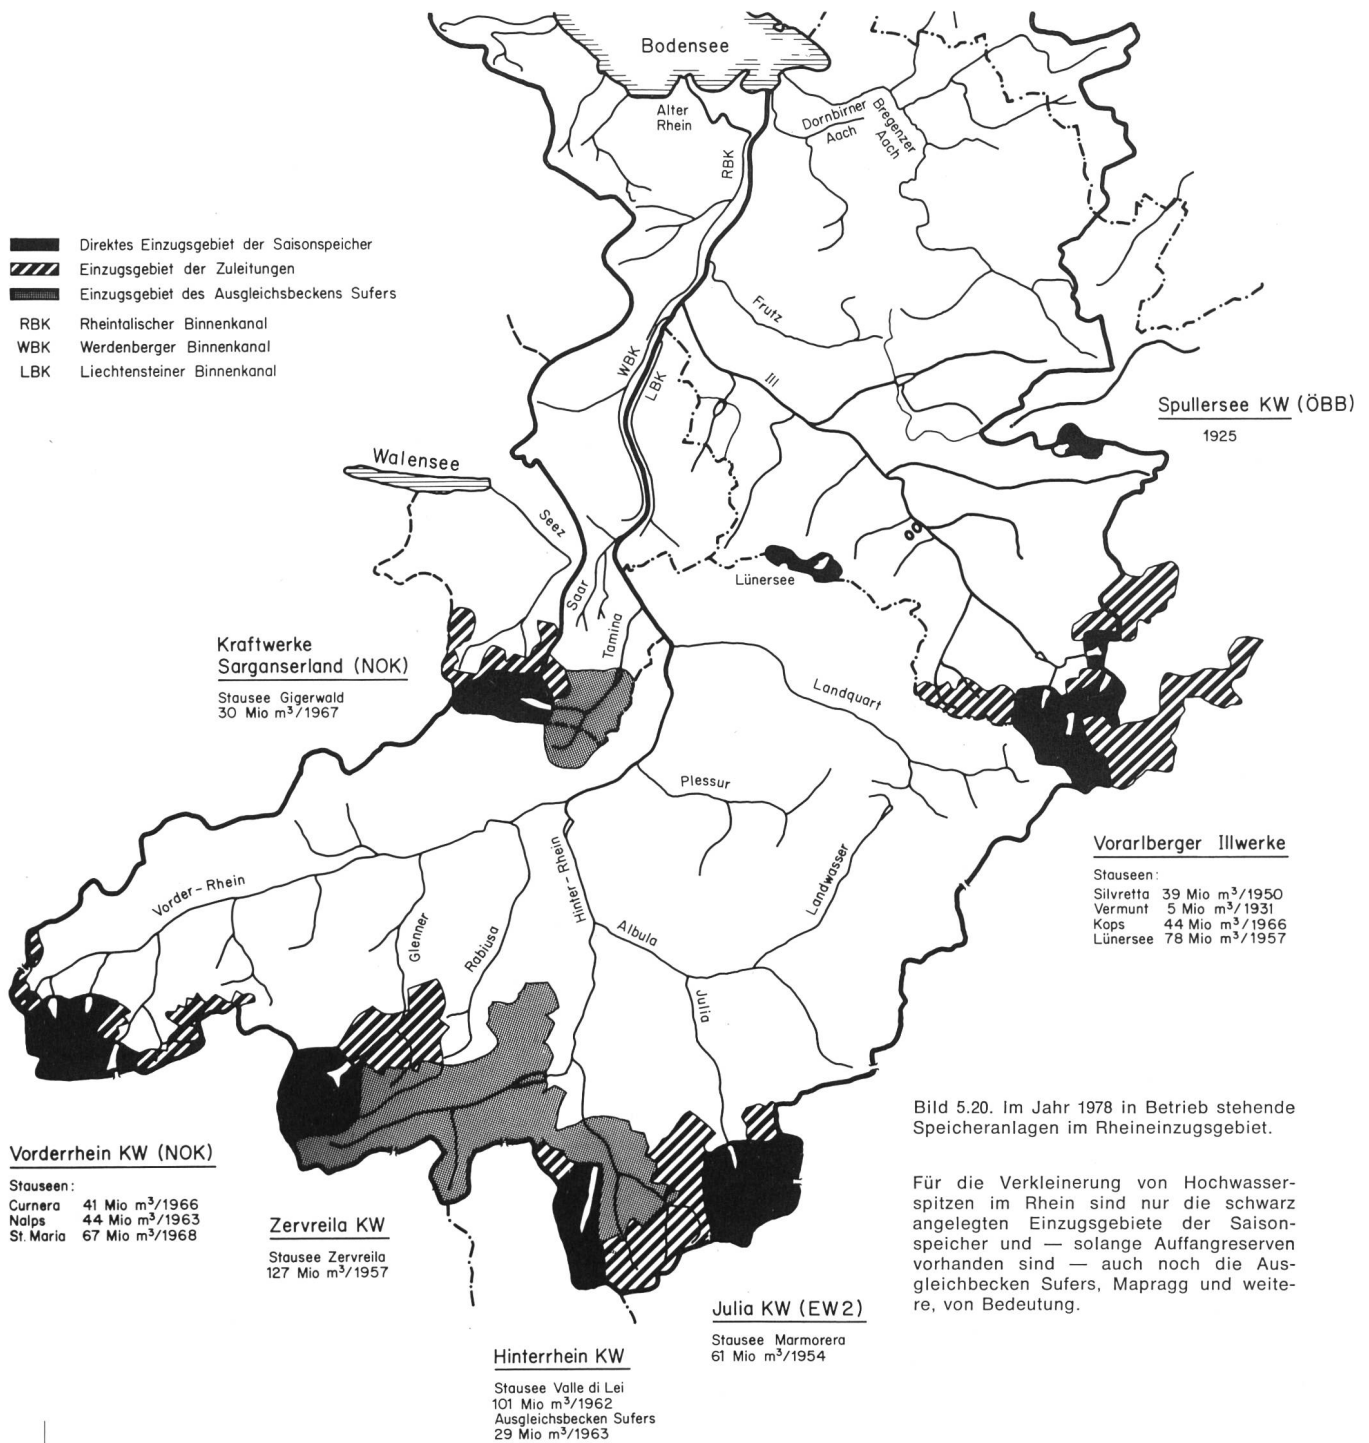 Bodensee
Alter
Rhein
Dornbirner
Aach
Bregenzer
Aach
RBK
Direktes Einzugsgebiet der Saisonspeicher
Einzugsgebiet der Zuleitungen
Einzugsgebiet des Ausgleichsbeckens Sufers
RBK Rheintalischer Binnenkanal
WBK Werdenberger Binnenkanal
LBK Liechtensteiner Binnenkanal
Frutz
WBK
LBK
Ill
Spullersee KW (ÖBB)
1925
Walensee
Seez
Saar
Tamina
Lünersee
Kraftwerke
Sarganserland (NOK)
Stausee Gigerwald
30 Mio m³/1967
Landquart
Plessur
Landwasser
Vorarlberger Illwerke
Stauseen:
Silvretta 39 Mio m³/1950
Vermunt 5 Mio m³/1931
Kops 44 Mio m³/1966
Lünersee 78 Mio m³/1957
Vorder-Rhein
Glenner
Rabiusa
Hinter-Rhein
Albula
Julia
Bild 5.20. Im Jahr 1978 in Betrieb stehende
Speicheranlagen im Rheineinzugsgebiet.
Für die Verkleinerung von Hochwasser-
spitzen im Rhein sind nur die schwarz
angelegten Einzugsgebiete der Saison-
speicher und — solange Auffangreserven
vorhanden sind — auch noch die Aus-
gleichbecken Sufers, Mapragg und weite-
re, von Bedeutung.
Vorderrhein KW (NOK)
Stauseen:
Curnera 41 Mio m³/1966
Nalps 44 Mio m³/1963
St. Maria 67 Mio m³/1968
Zervreila KW
Stausee Zervreila
127 Mio m³/1957
Hinterrhein KW
Stausee Valle di Lei
101 Mio m³/1962
Ausgleichsbecken Sufers
29 Mio m³/1963
Julia KW (EW2)
Stausee Marmorera
61 Mio m³/1954